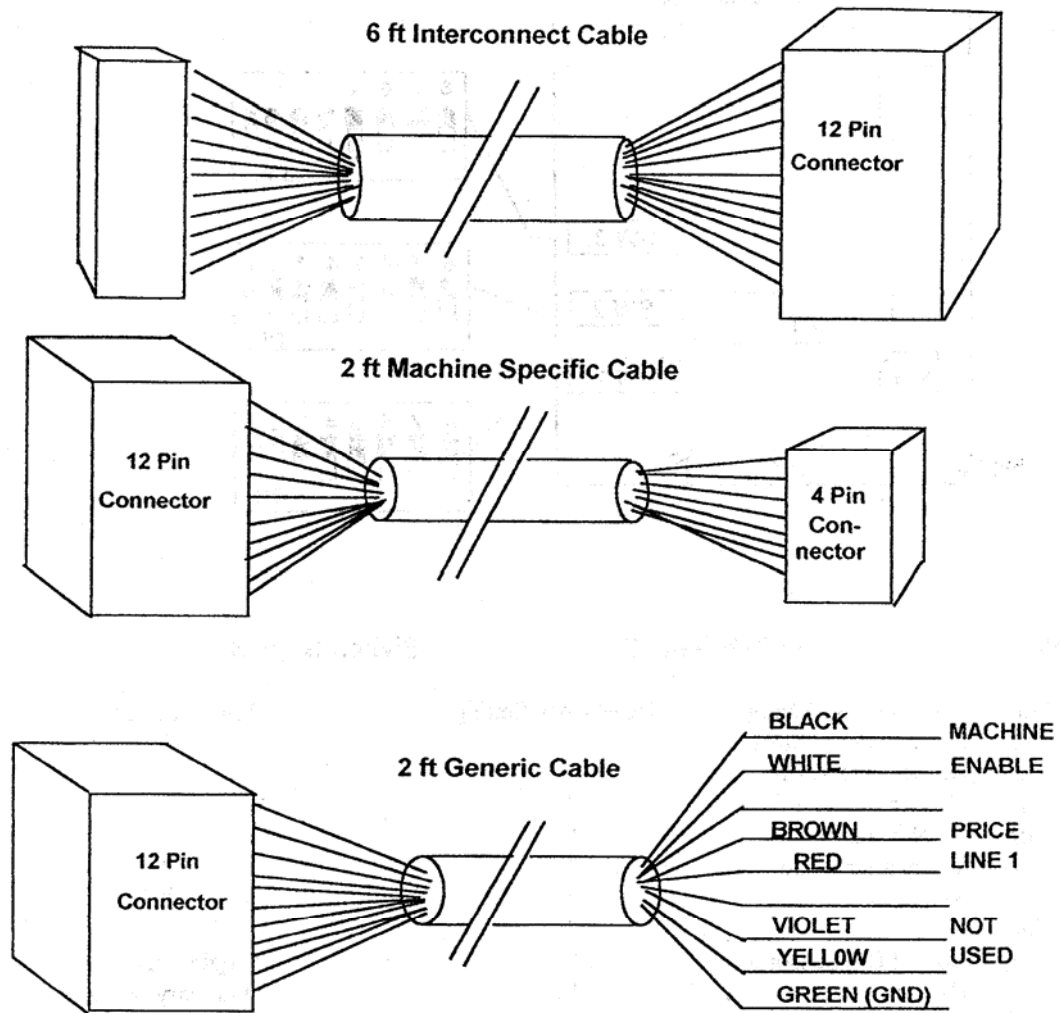 6 ft Interconnect Cable
12 Pin
Connector
2 ft Machine Specific Cable
12 Pin
Connector
4 Pin
Con-
nector
2 ft Generic Cable
12 Pin
Connector
BLACK MACHINE
WHITE ENABLE
BROWN PRICE
RED LINE 1
VIOLET NOT
YELL0W USED
GREEN (GND)